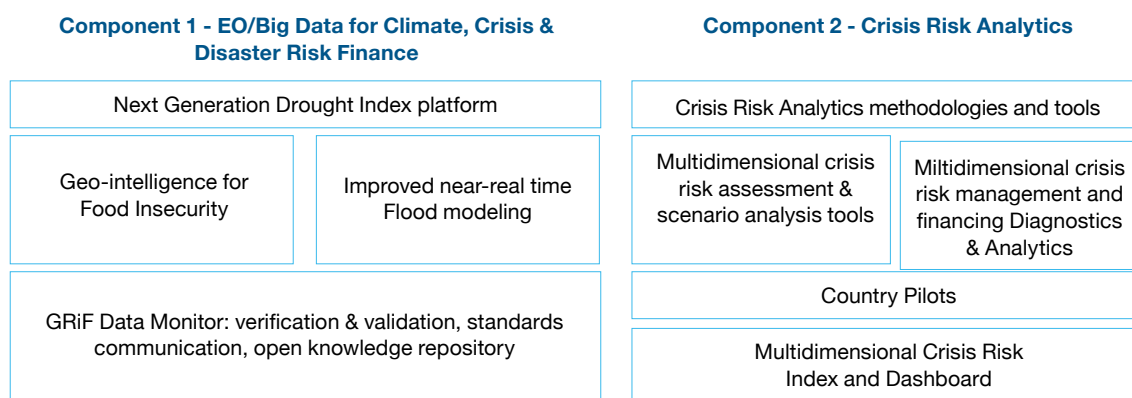 Component 1 - EO/Big Data for Climate, Crisis &
Disaster Risk Finance
Next Generation Drought Index platform
Geo-intelligence for
Food Insecurity
Improved near-real time
Flood modeling
GRiF Data Monitor: verification & validation, standards
communication, open knowledge repository
Component 2 - Crisis Risk Analytics
Crisis Risk Analytics methodologies and tools
Multidimensional crisis
risk assessment &
scenario analysis tools
Miltidimensional crisis
risk management and
financing Diagnostics
& Analytics
Country Pilots
Multidimensional Crisis Risk
Index and Dashboard